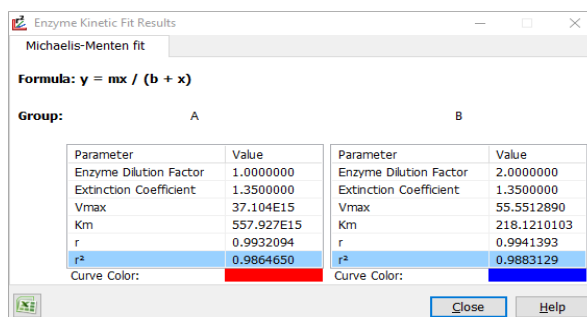 Enzyme Kinetic Fit Results
Michaelis-Menten fit
Formula: y = mx / (b + x)
Group: A B
Parameter Value Parameter Value
Enzyme Dilution Factor 1.0000000 Enzyme Dilution Factor 2.0000000
Extinction Coefficient 1.3500000 Extinction Coefficient 1.3500000
Vmax 37.104E15 Vmax 55.5512890
Km 557.927E15 Km 218.1210103
r 0.9932094 r 0.9941393
r² 0.9864650 r² 0.9883129
Curve Color: Curve Color:
Close Help